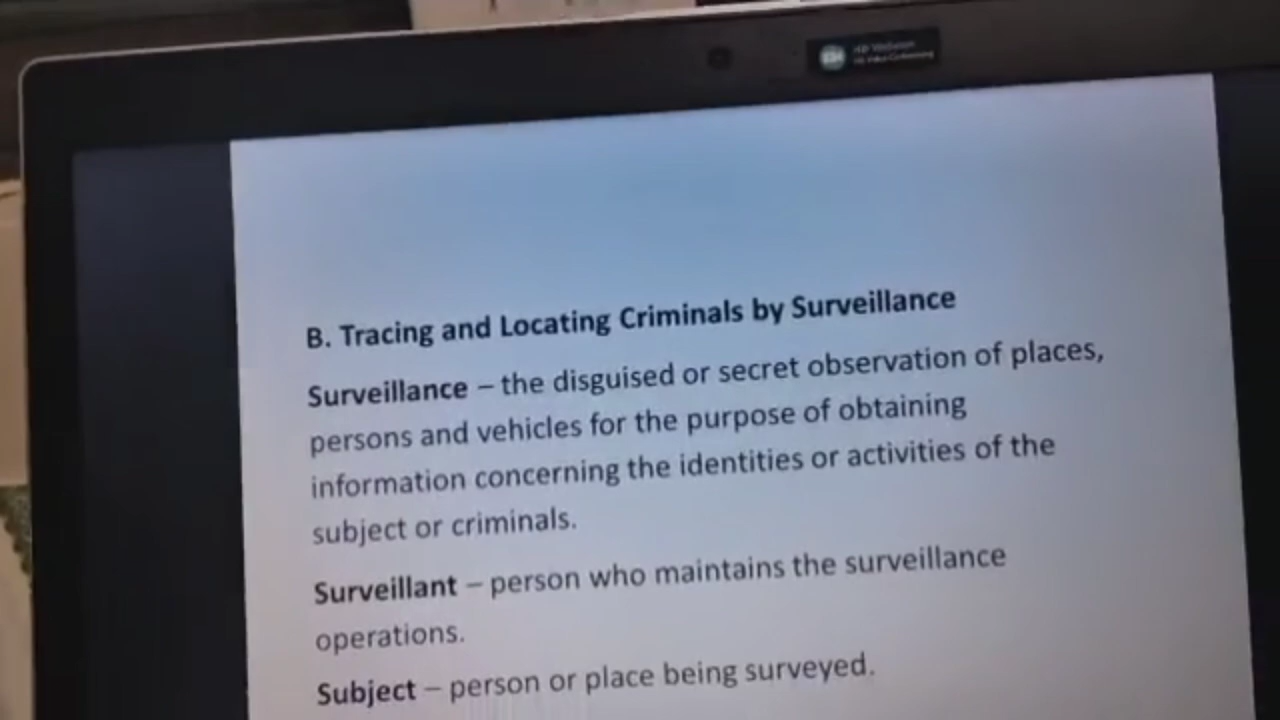 B. Tracing and Locating Criminals by Surveillance
Surveillance – the disguised or secret observation of places,
persons and vehicles for the purpose of obtaining
information concerning the identities or activities of the
subject or criminals.
Surveillant – person who maintains the surveillance
operations.
Subject – person or place being surveyed.